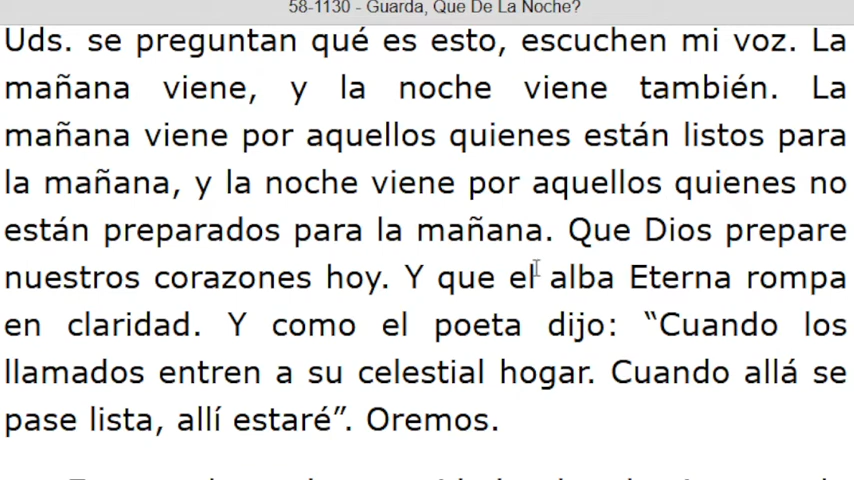 58-1130 - Guarda, Que De La Noche?
Uds. se preguntan qué es esto, escuchen mi voz. La
mañana viene, y la noche viene también. La
mañana viene por aquellos quienes están listos para
la mañana, y la noche viene por aquellos quienes no
están preparados para la mañana. Que Dios prepare
nuestros corazones hoy. Y que el alba Eterna rompa
en claridad. Y como el poeta dijo: “Cuando los
llamados entren a su celestial hogar. Cuando allá se
pase lista, allí estaré”. Oremos.